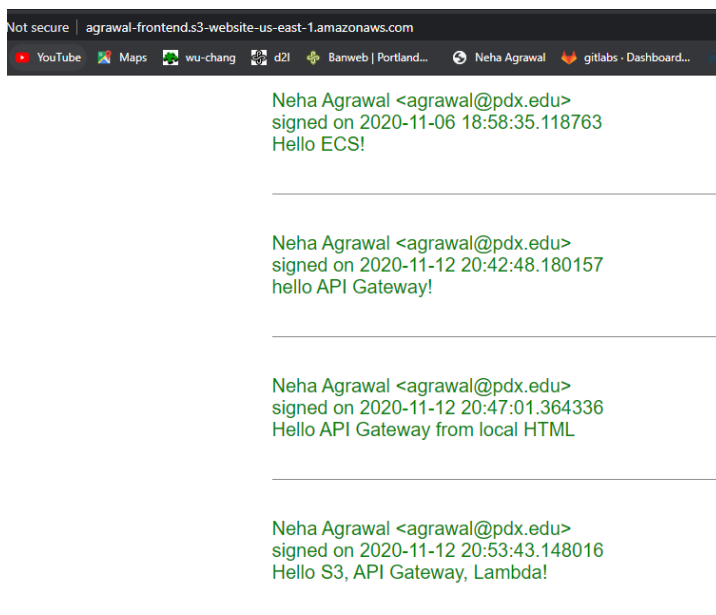 Not secure | agrawal-frontend.s3-website-us-east-1.amazonaws.com
YouTube Maps wu-chang d2l Banweb | Portland... Neha Agrawal gitlabs - Dashboard...
Neha Agrawal <agrawal@pdx.edu>
signed on 2020-11-06 18:58:35.118763
Hello ECS!
Neha Agrawal <agrawal@pdx.edu>
signed on 2020-11-12 20:42:48.180157
hello API Gateway!
Neha Agrawal <agrawal@pdx.edu>
signed on 2020-11-12 20:47:01.364336
Hello API Gateway from local HTML
Neha Agrawal <agrawal@pdx.edu>
signed on 2020-11-12 20:53:43.148016
Hello S3, API Gateway, Lambda!